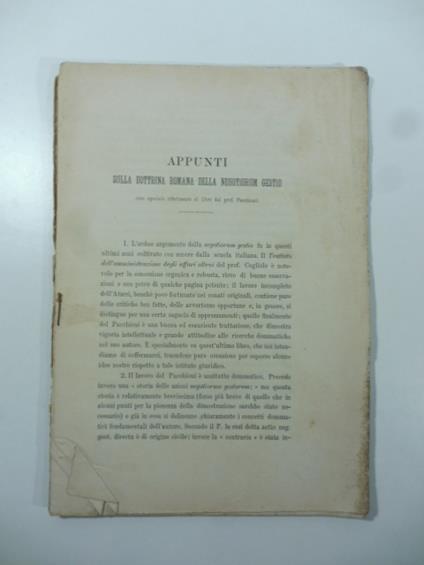 APPUNTI
SULLA DOTTRINA ROMANA DELLA NEGOTIORUM GESTIO
con speciale riferimento al libro del prof. Pacchioni
1. L'arduo argomento della negotiorum gestio fu in questi
ultimi anni coltivato con amore dalla scuola italiana. Il Trattato
dell'amministrazione degli affari altrui del prof. Cogliolo è note-
vole per la concezione organica e robusta, ricco di buone osserva-
zioni e con petto di qualche pagina potente; il lavoro incompleto
dell'Atzeri, benchè poco fortunato nei conati originali, contiene pure
delle critiche ben fatte, delle avvertenze opportune e, in genere, si
distingue per una certa sagacia di apprezzamenti; quello finalmente
del Pacchioni è una buona ed esauriente trattazione, che dimostra
vigoria intellettuale e grande attitudine alle ricerche dommatiche
nel suo autore. È specialmente su quest'ultimo libro, che noi inten-
diamo di soffermarci, traendone pure occasione per esporre alcune
idee nostre rispetto a tale istituto giuridico.
2. Il lavoro del Pacchioni è anzitutto dommatico. Precede
invero una « storia delle azioni negotiorum gestorum; » ma questa
storia è relativamente brevissima (forse più breve di quello che in
alcuni punti per la pienezza della dimostrazione sarebbe stato ne-
cessario) e già in essa si delineano chiaramente i concetti domma-
tici fondamentali dell'autore. Secondo il P. la così detta actio neg.
gest. directa è di origine civile; invece la « contraria » è stata in-